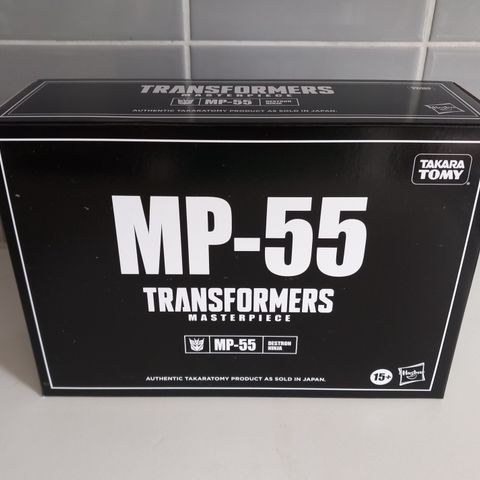 TRANSFORMERS
MASTERPIECE
MP-55 DESTRON NINJA
AUTHENTIC TAKARATOMY PRODUCT AS SOLD IN JAPAN.
Hasbro
TAKARA
TOMY®
MP-55
TRANSFORMERS
MASTERPIECE
MP-55 DESTRON NINJA
AUTHENTIC TAKARATOMY PRODUCT AS SOLD IN JAPAN.
15+
Hasbro